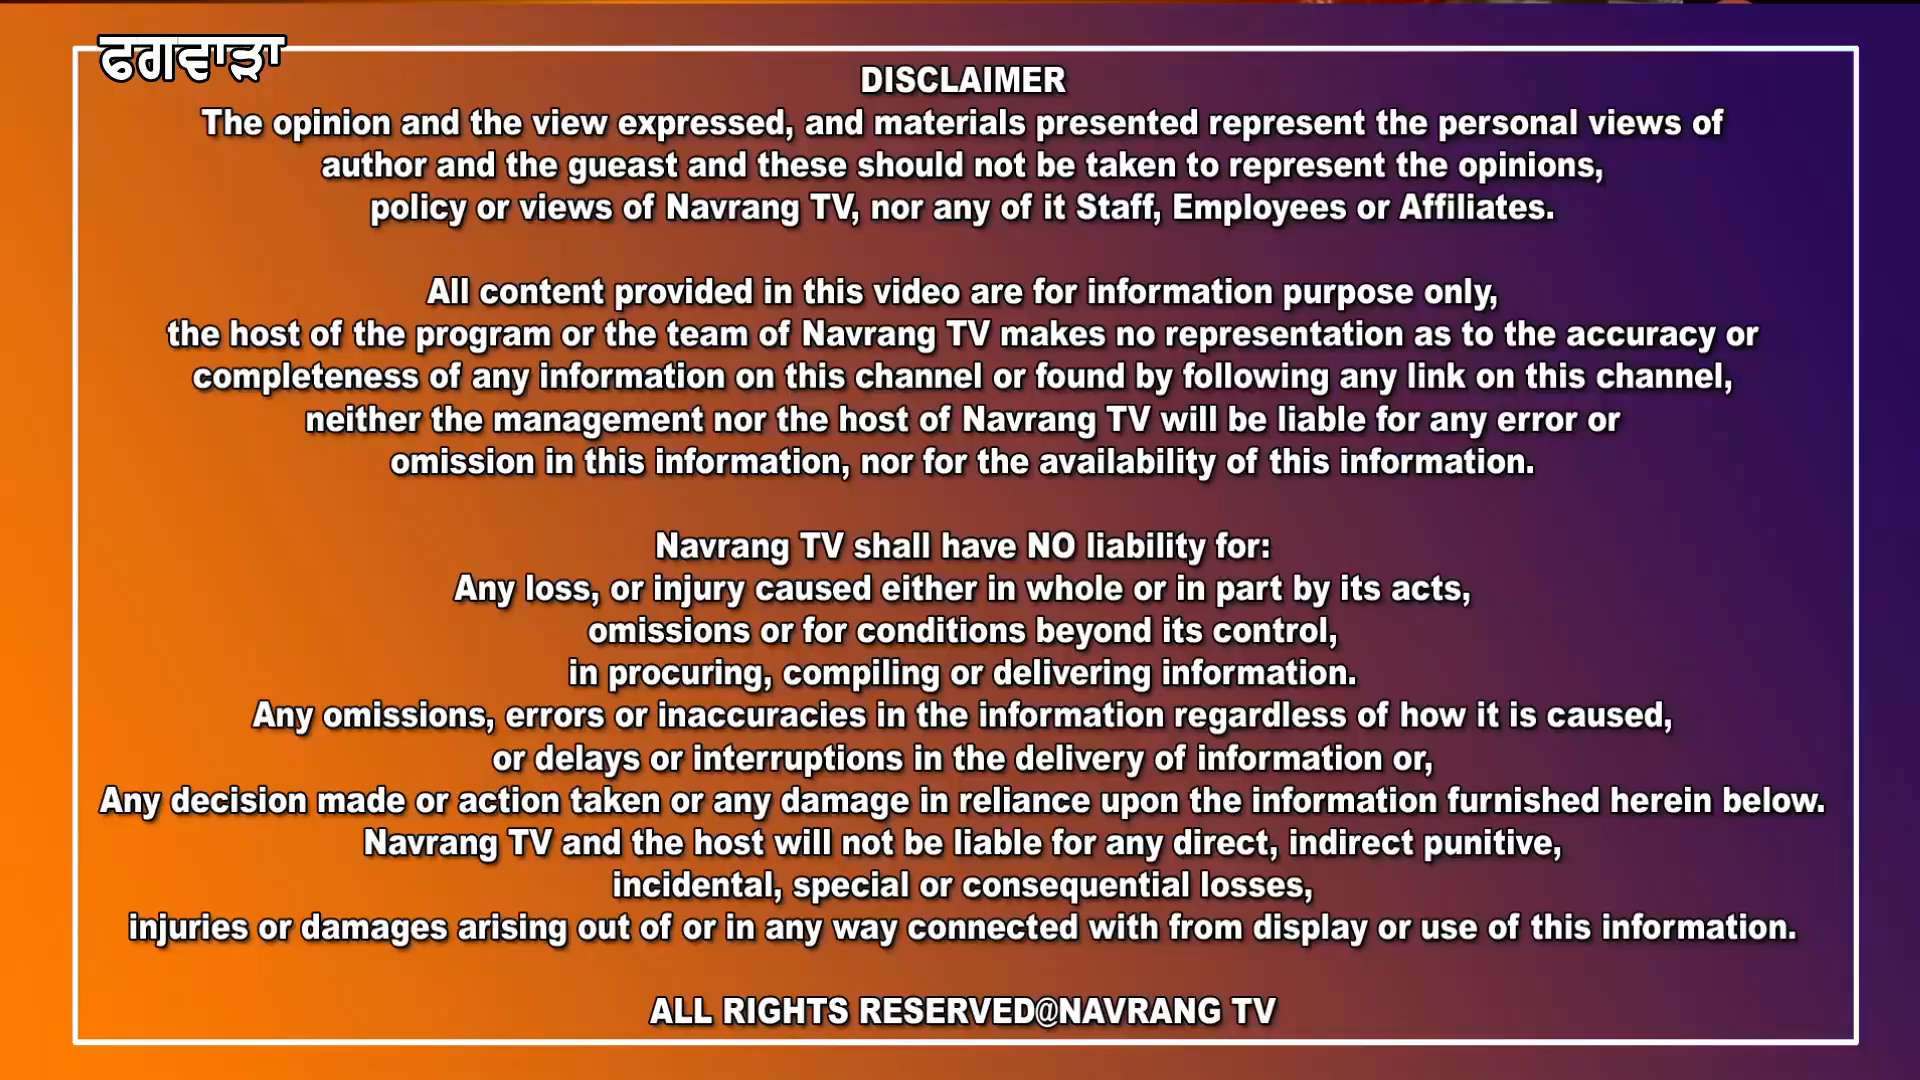 ਫਗਵਾੜਾ
DISCLAIMER
The opinion and the view expressed, and materials presented represent the personal views of
author and the gueast and these should not be taken to represent the opinions,
policy or views of Navrang TV, nor any of it Staff, Employees or Affiliates.
All content provided in this video are for information purpose only,
the host of the program or the team of Navrang TV makes no representation as to the accuracy or
completeness of any information on this channel or found by following any link on this channel,
neither the management nor the host of Navrang TV will be liable for any error or
omission in this information, nor for the availability of this information.
Navrang TV shall have NO liability for:
Any loss, or injury caused either in whole or in part by its acts,
omissions or for conditions beyond its control,
in procuring, compiling or delivering information.
Any omissions, errors or inaccuracies in the information regardless of how it is caused,
or delays or interruptions in the delivery of information or,
Any decision made or action taken or any damage in reliance upon the information furnished herein below.
Navrang TV and the host will not be liable for any direct, indirect punitive,
incidental, special or consequential losses,
injuries or damages arising out of or in any way connected with from display or use of this information.
ALL RIGHTS RESERVED@NAVRANG TV